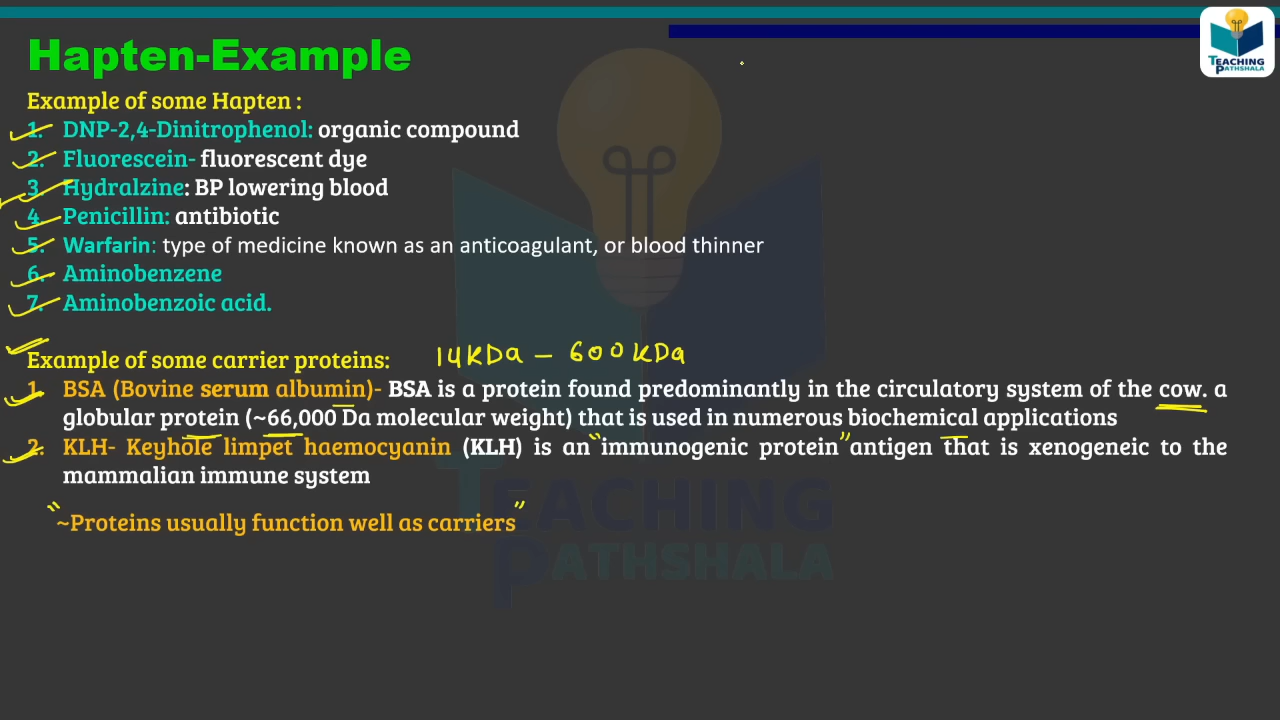 TEACHING
PATHSHALA
Hapten-Example
Example of some Hapten :
1. DNP-2,4-Dinitrophenol: organic compound
2. Fluorescein- fluorescent dye
3. Hydralzine: BP lowering blood
4. Penicillin: antibiotic
5. Warfarin: type of medicine known as an anticoagulant, or blood thinner
6. Aminobenzene
7. Aminobenzoic acid.
Example of some carrier proteins: 14KDa - 600KDa
1. BSA (Bovine serum albumin)- BSA is a protein found predominantly in the circulatory system of the cow. a
globular protein (~66,000 Da molecular weight) that is used in numerous biochemical applications
2. KLH- Keyhole limpet haemocyanin (KLH) is an "immunogenic protein" antigen that is xenogeneic to the
mammalian immune system
"~Proteins usually function well as carriers"
TEACHING
PATHSHALA